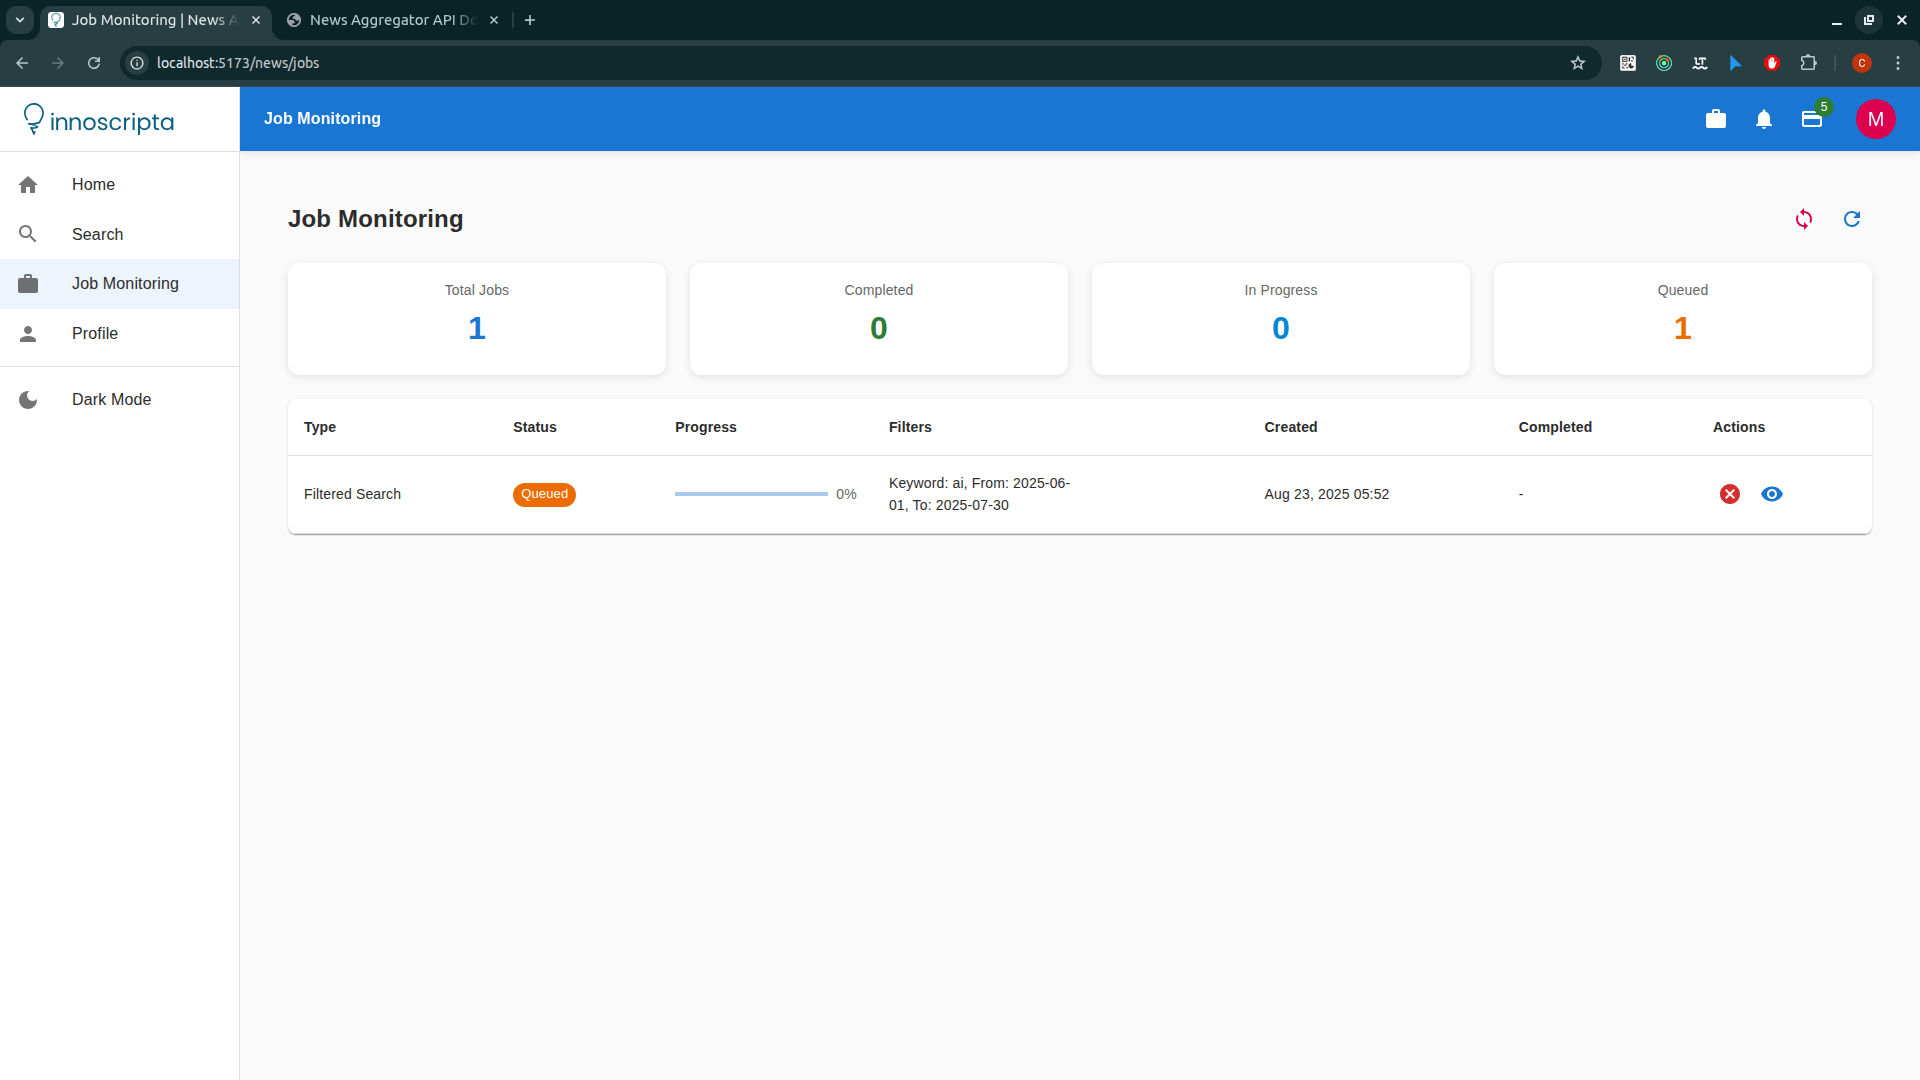 Job Monitoring | News A
News Aggregator API Do
localhost:5173/news/jobs
LT
C
innoscripta
Job Monitoring
5
M
Home
Search
Job Monitoring
Profile
Dark Mode
Job Monitoring
Total Jobs
1
Completed
0
In Progress
0
Queued
1
Type Status Progress Filters Created Completed Actions
Filtered Search Queued 0% Keyword: ai, From: 2025-06-
01, To: 2025-07-30
Aug 23, 2025 05:52 -